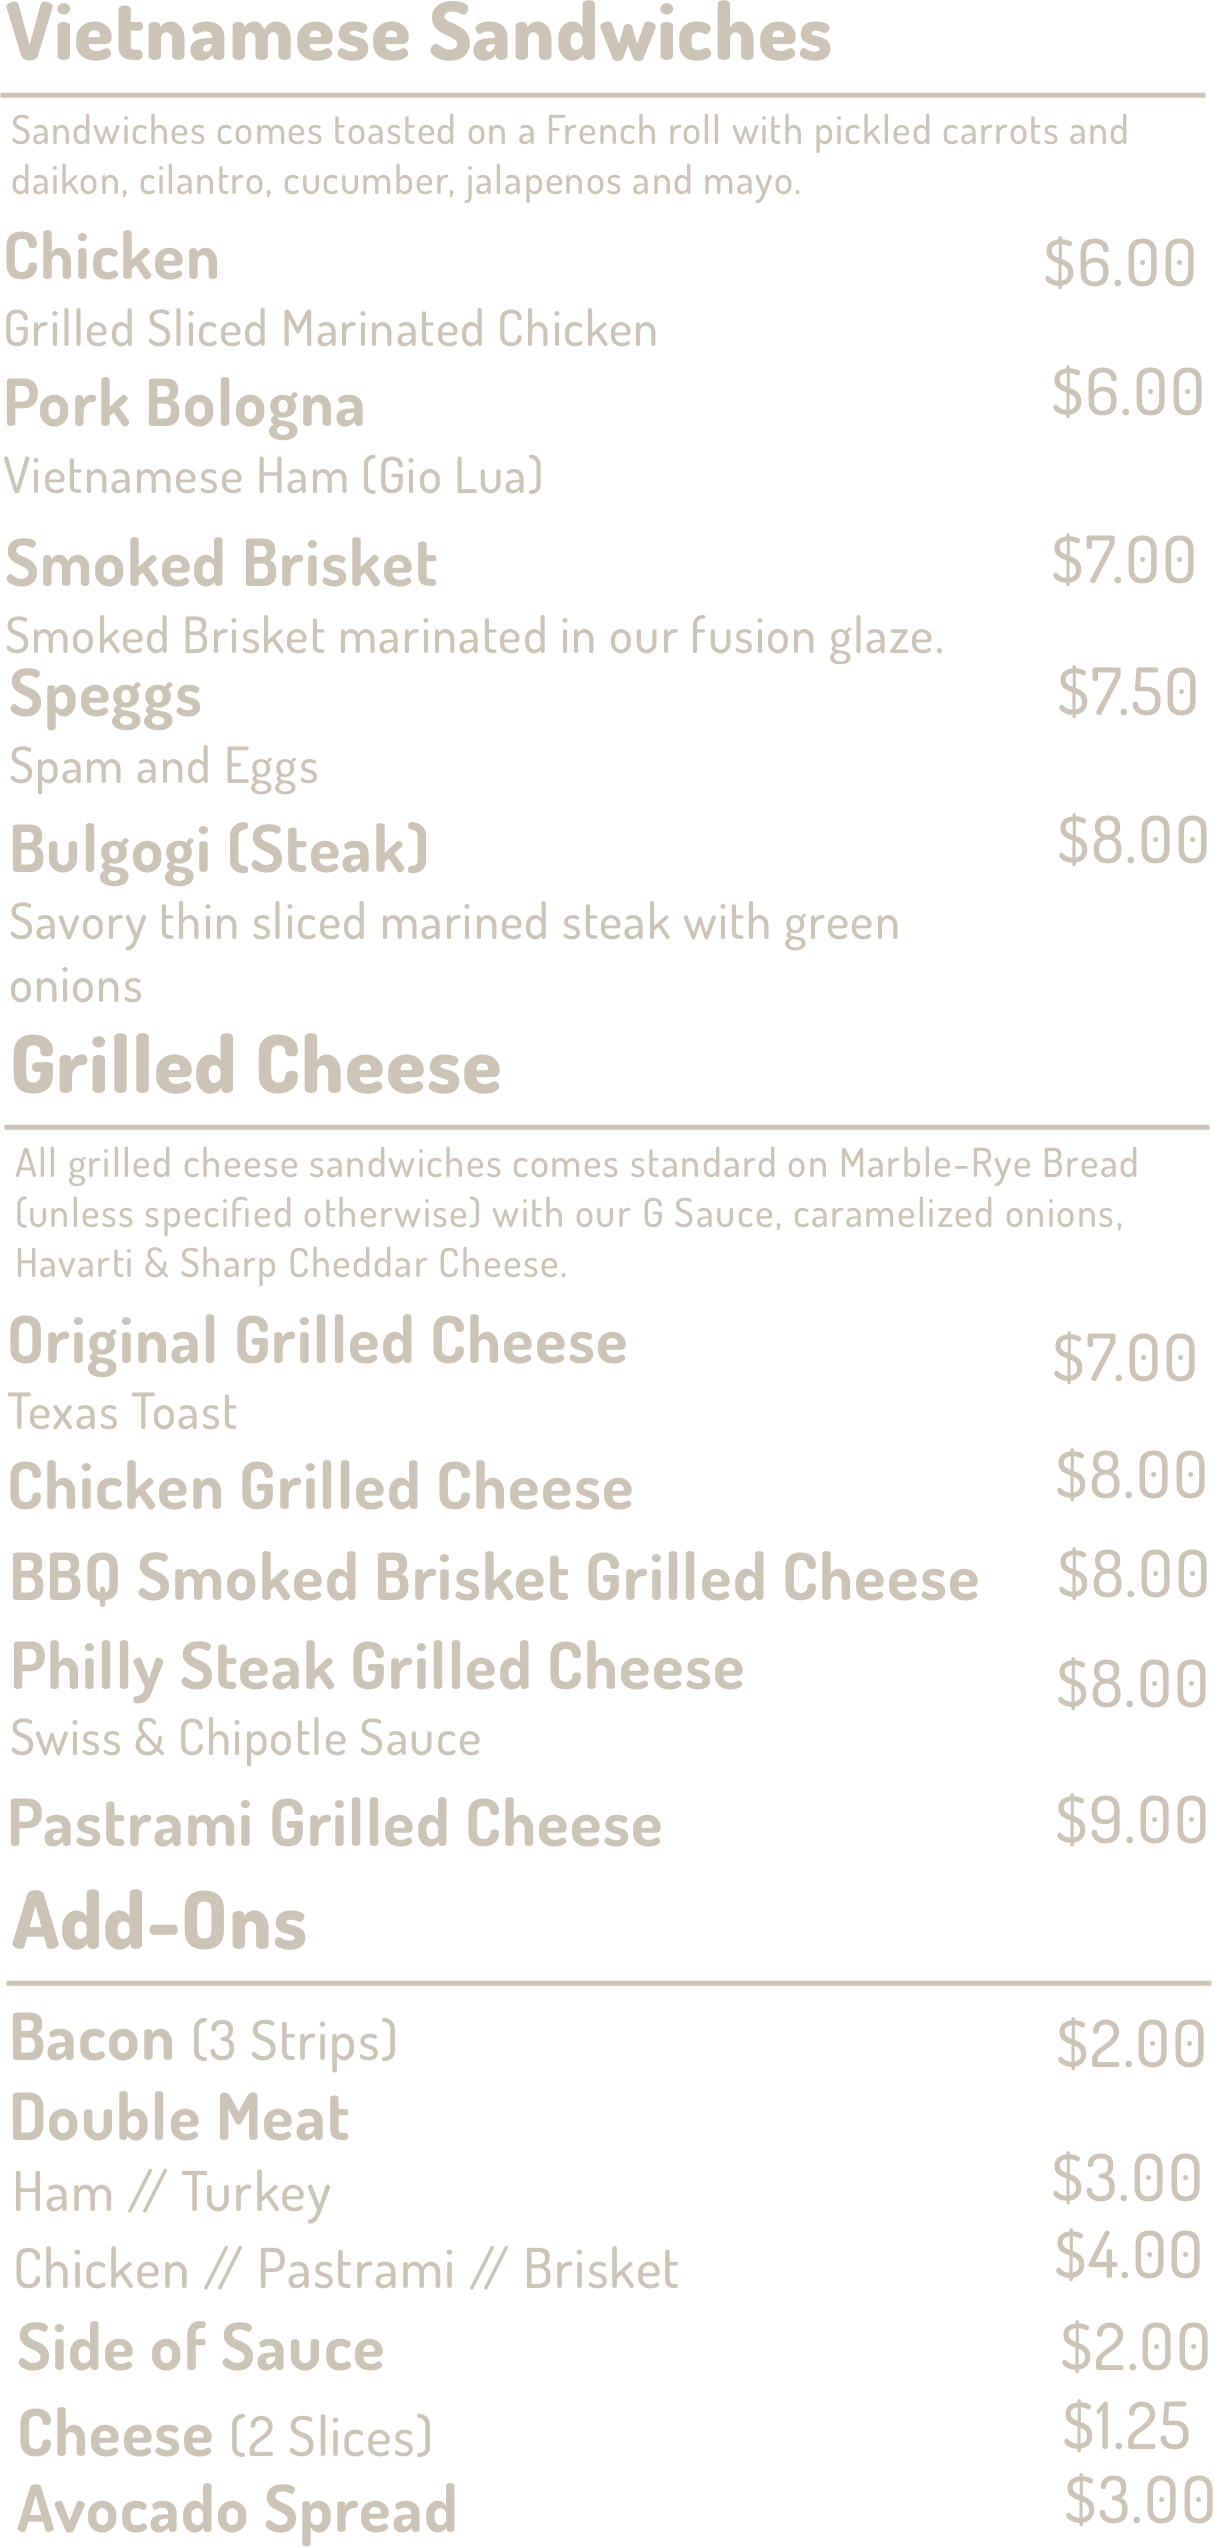 Vietnamese Sandwiches
Sandwiches comes toasted on a French roll with pickled carrots and
daikon, cilantro, cucumber, jalapenos and mayo.
Chicken $6.00
Grilled Sliced Marinated Chicken
Pork Bologna $6.00
Vietnamese Ham (Gio Lua)
Smoked Brisket $7.00
Smoked Brisket marinated in our fusion glaze.
Speggs $7.50
Spam and Eggs
Bulgogi (Steak) $8.00
Savory thin sliced marined steak with green
onions
Grilled Cheese
All grilled cheese sandwiches comes standard on Marble-Rye Bread
(unless specified otherwise) with our G Sauce, caramelized onions,
Havarti & Sharp Cheddar Cheese.
Original Grilled Cheese $7.00
Texas Toast
Chicken Grilled Cheese $8.00
BBQ Smoked Brisket Grilled Cheese $8.00
Philly Steak Grilled Cheese $8.00
Swiss & Chipotle Sauce
Pastrami Grilled Cheese $9.00
Add-Ons
Bacon (3 Strips) $2.00
Double Meat
Ham // Turkey $3.00
Chicken // Pastrami // Brisket $4.00
Side of Sauce $2.00
Cheese (2 Slices) $1.25
Avocado Spread $3.00